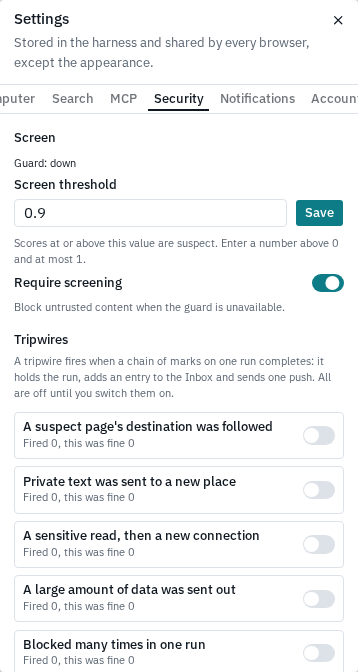 Settings
×
Stored in the harness and shared by every browser,
except the appearance.
puter Search MCP Security Notifications Accoun
Screen
Guard: down
Screen threshold
0.9
Save
Scores at or above this value are suspect. Enter a number above 0
and at most 1.
Require screening
Block untrusted content when the guard is unavailable.
Tripwires
A tripwire fires when a chain of marks on one run completes: it
holds the run, adds an entry to the Inbox and sends one push. All
are off until you switch them on.
A suspect page's destination was followed
Fired 0, this was fine 0
Private text was sent to a new place
Fired 0, this was fine 0
A sensitive read, then a new connection
Fired 0, this was fine 0
A large amount of data was sent out
Fired 0, this was fine 0
Blocked many times in one run
Fired 0, this was fine 0